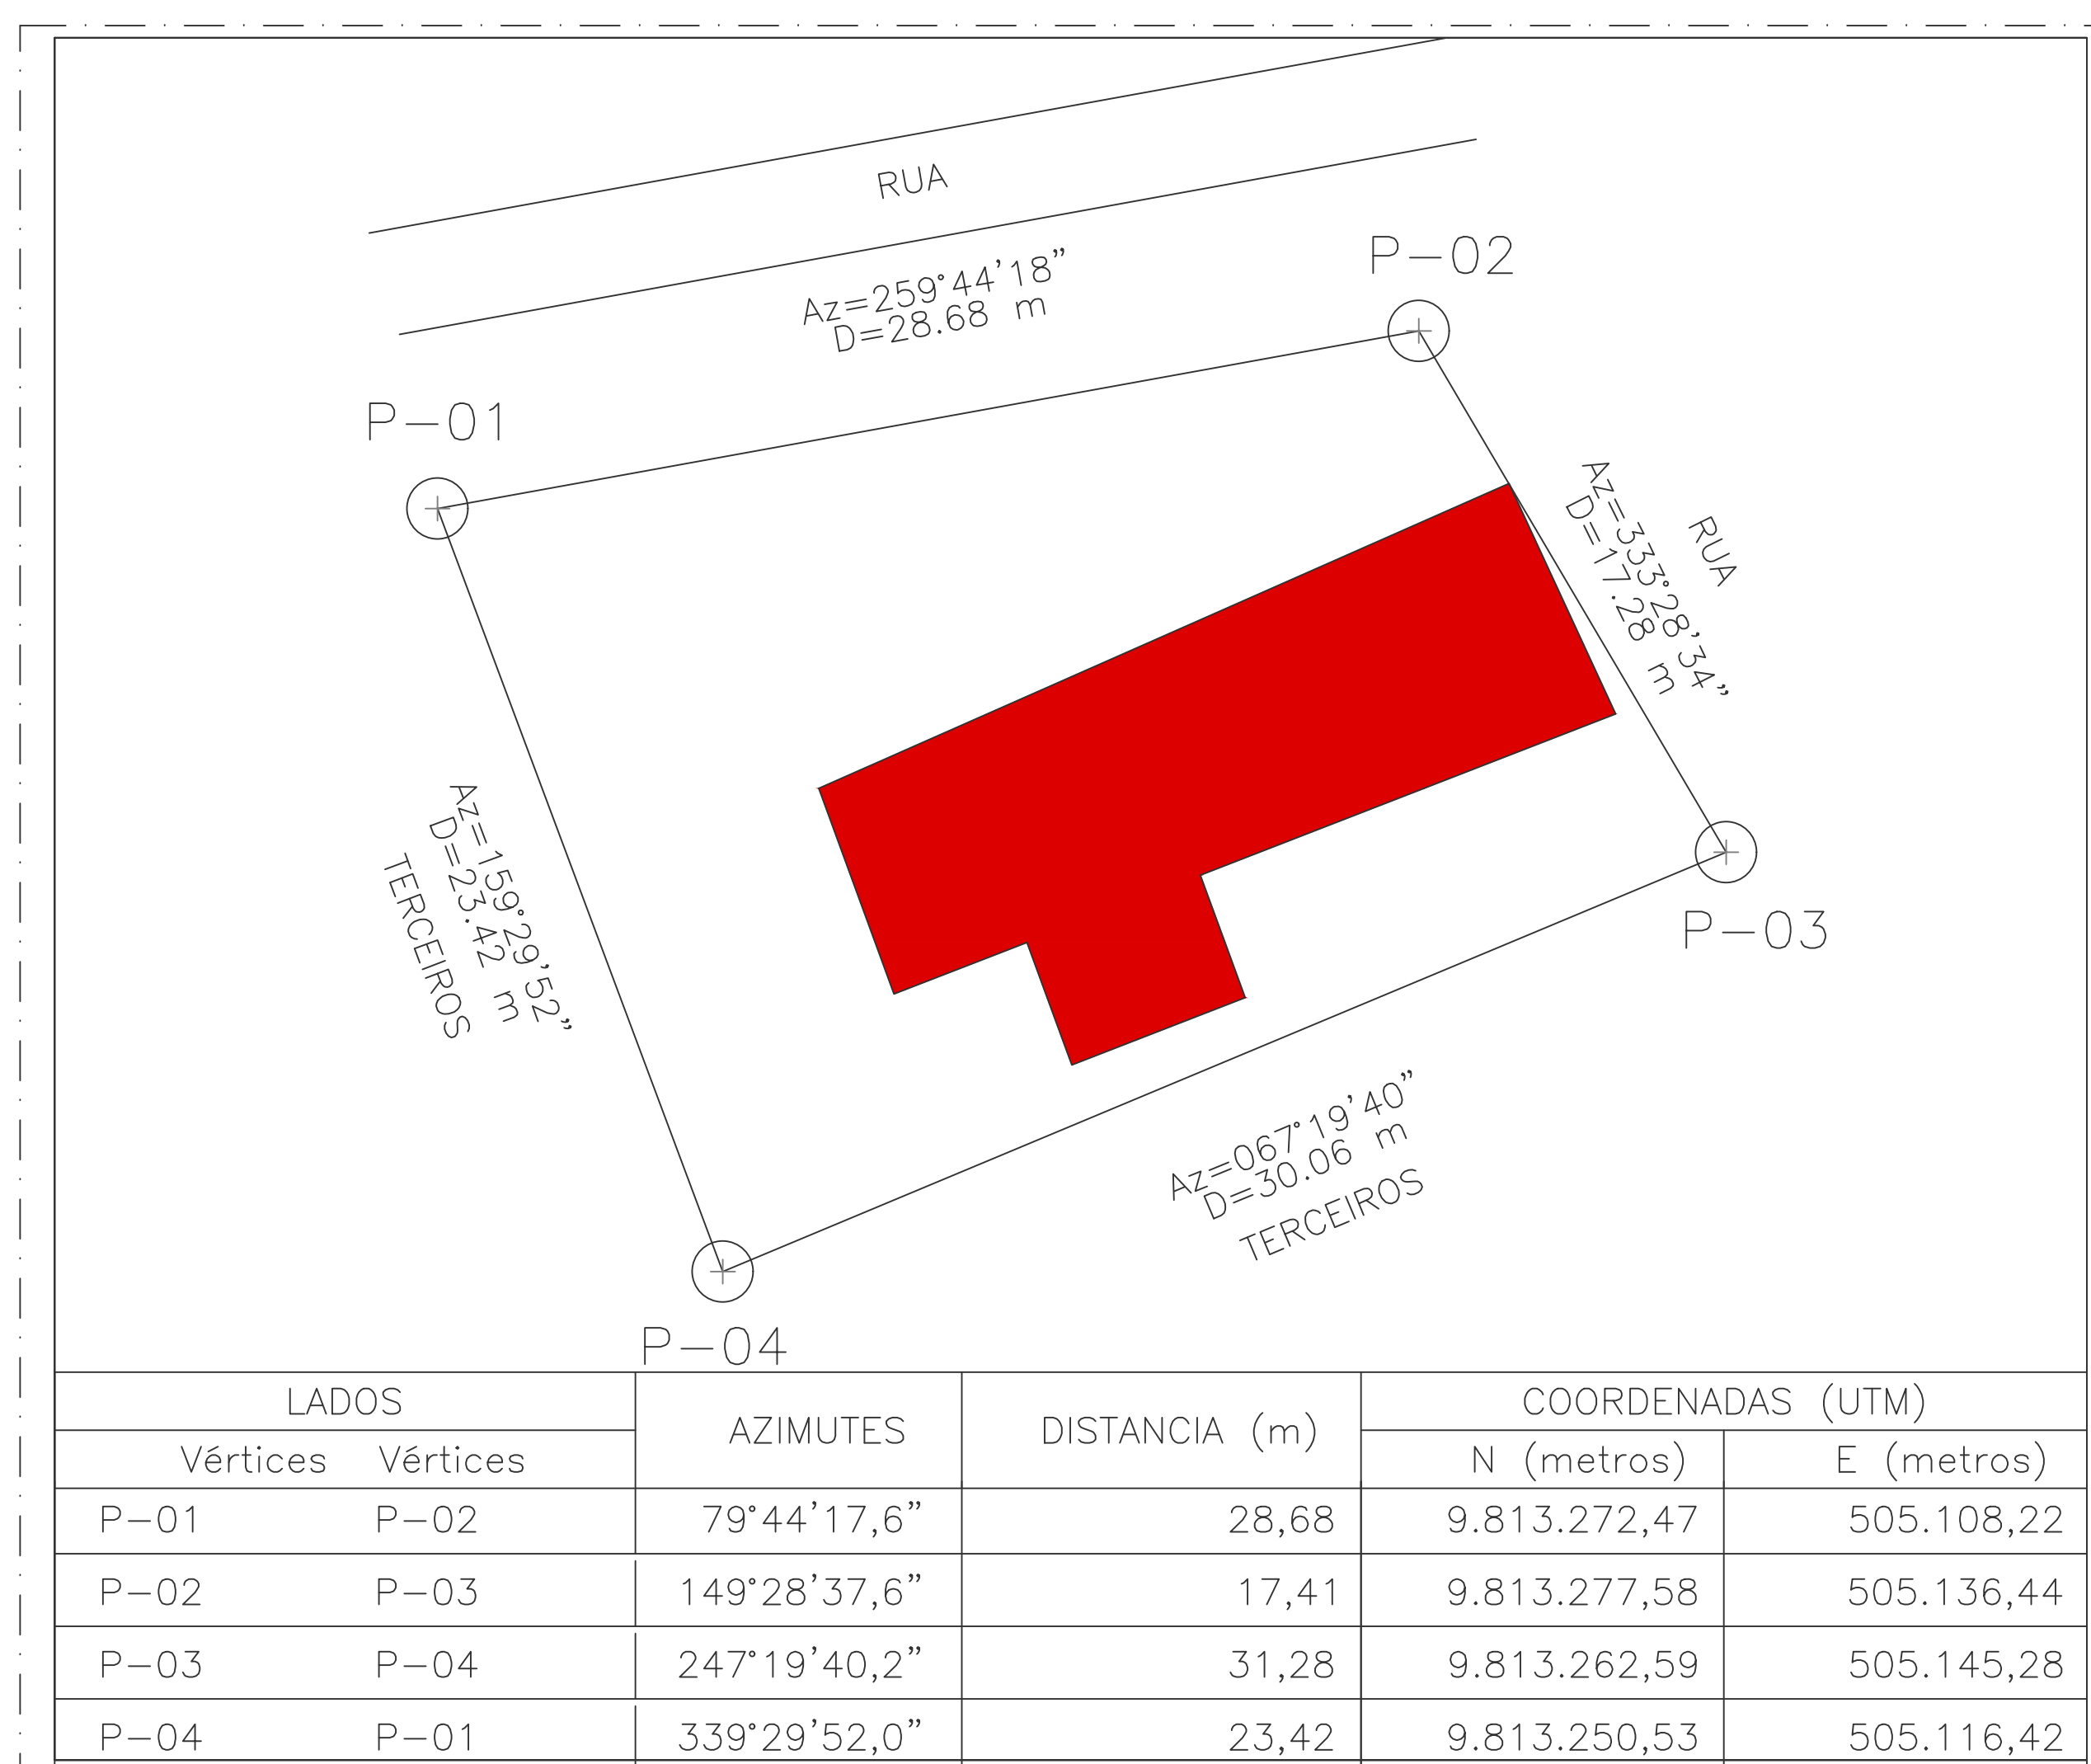 RUA
Az=259°44'18"
D=28.68 m
P-02
P-01
Az=333°28'34"
D=17.28 m
RUA
Az=159°29'52"
D=23.42 m
TERCEIROS
P-03
Az=067°19'40"
D=30.06 m
TERCEIROS
P-04
LADOS AZIMUTES DISTANCIA (m) COORDENADAS (UTM)
Vértices Vértices N (metros) E (metros)
P-01 P-02 79°44'17,6" 28,68 9.813.272,47 505.108,22
P-02 P-03 149°28'37,6" 17,41 9.813.277,58 505.136,44
P-03 P-04 247°19'40,2" 31,28 9.813.262,59 505.145,28
P-04 P-01 339°29'52,0" 23,42 9.813.250,53 505.116,42